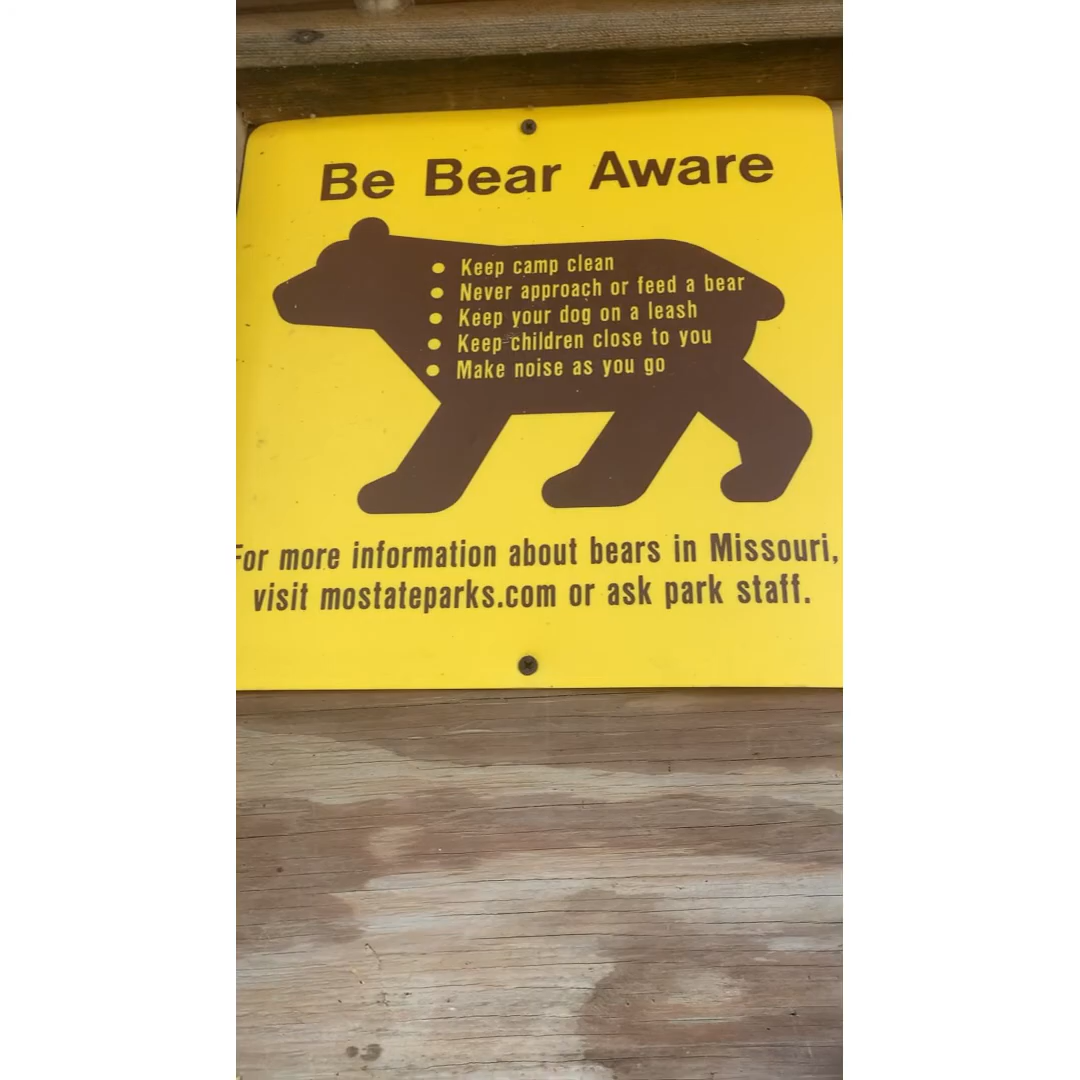 Be Bear Aware
• Keep camp clean
• Never approach or feed a bear
• Keep your dog on a leash
• Keep children close to you
• Make noise as you go
For more information about bears in Missouri,
visit mostateparks.com or ask park staff.